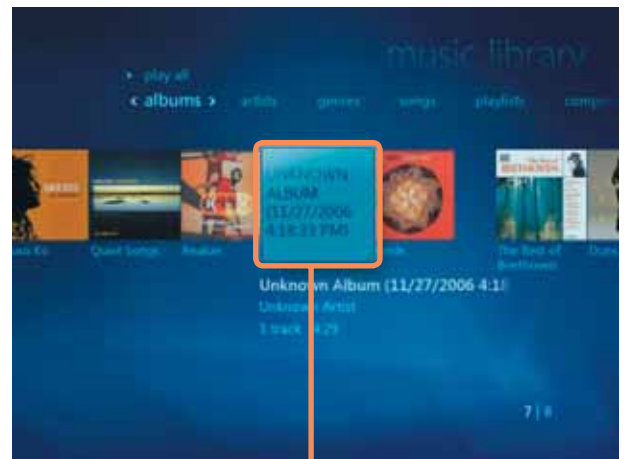 music library
play all
‹ albums › artists genres songs playlists
UNKNOWN
ALBUM
(11/27/2006
4:18:33 PM)
Quiet Songs
The Best of
Beethoven
Unknown Album (11/27/2006 4:18
Unknown Artist
1 track 4:29
7 | 8